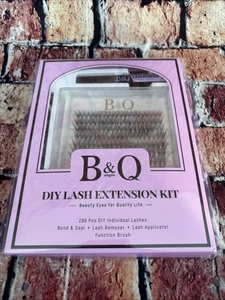 B&Q
B&Q
B&Q
DIY LASH EXTENSION KIT
Beauty Eyes for Quality Life
280 Pcs DIY Individual Lashes
Bond & Seal • Lash Remover • Lash Applicator
Function Brush